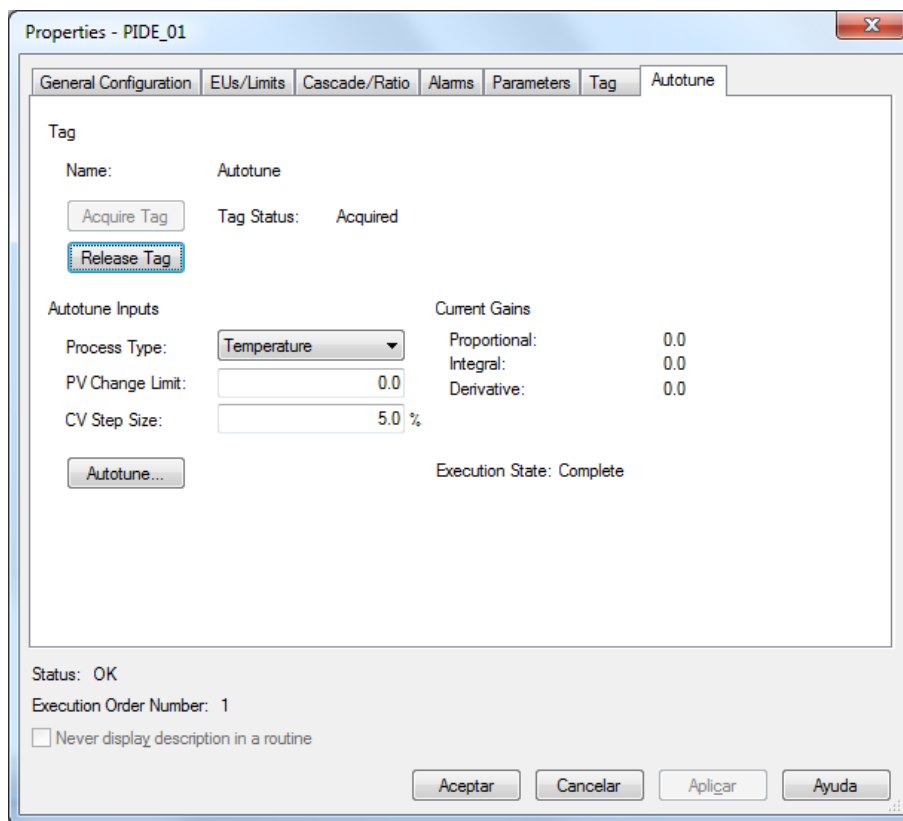 Properties - PIDE_01
General Configuration EUs/Limits Cascade/Ratio Alarms Parameters Tag Autotune
Tag
Name: Autotune
Acquire Tag Tag Status: Acquired
Release Tag
Autotune Inputs Current Gains
Process Type: Temperature Proportional: 0.0
Integral: 0.0
PV Change Limit: 0.0 Derivative: 0.0
CV Step Size: 5.0 %
Autotune... Execution State: Complete
Status: OK
Execution Order Number: 1
Never display description in a routine
Aceptar Cancelar Aplicar Ayuda